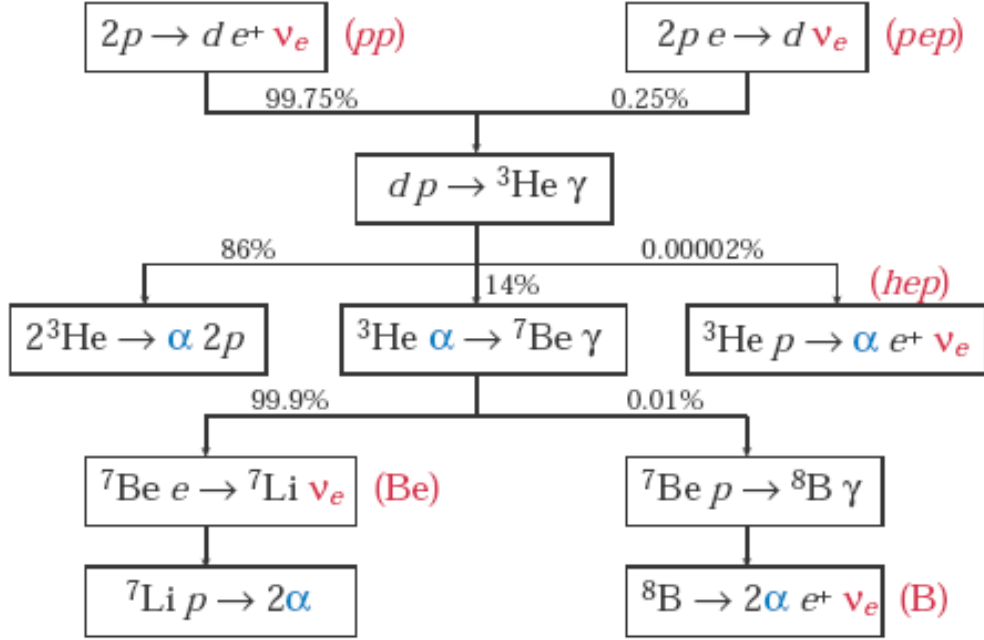 2p → d e⁺ νₑ (pp) 2p e → d νₑ (pep)
99.75% 0.25%
d p → ³He γ
86% 0.00002%
14% (hep)
2³He → α 2p ³He α → ⁷Be γ ³He p → α e⁺ νₑ
99.9% 0.01%
⁷Be e → ⁷Li νₑ (Be) ⁷Be p → ⁸B γ
⁷Li p → 2α ⁸B → 2α e⁺ νₑ (B)